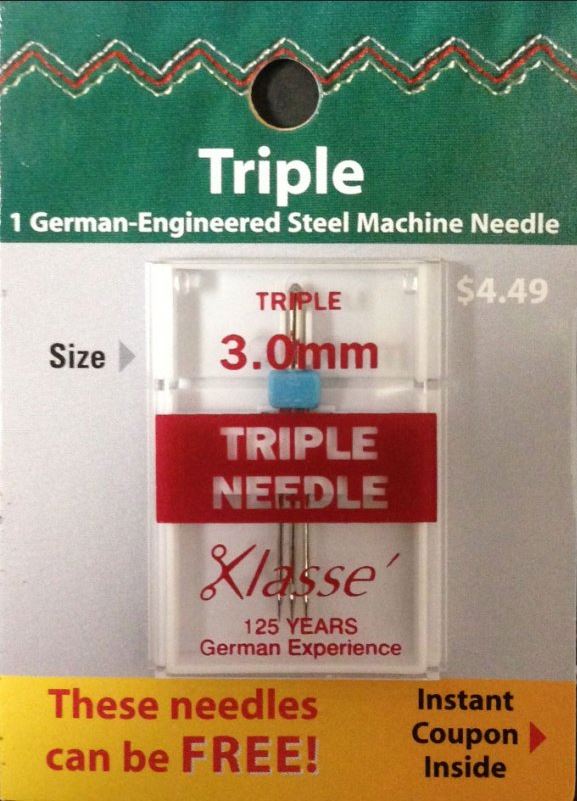 Triple
1 German-Engineered Steel Machine Needle
$4.49
TRIPLE
Size
3.0mm
TRIPLE
NEEDLE
Klassé
125 YEARS
German Experience
These needles
can be FREE!
Instant
Coupon
Inside